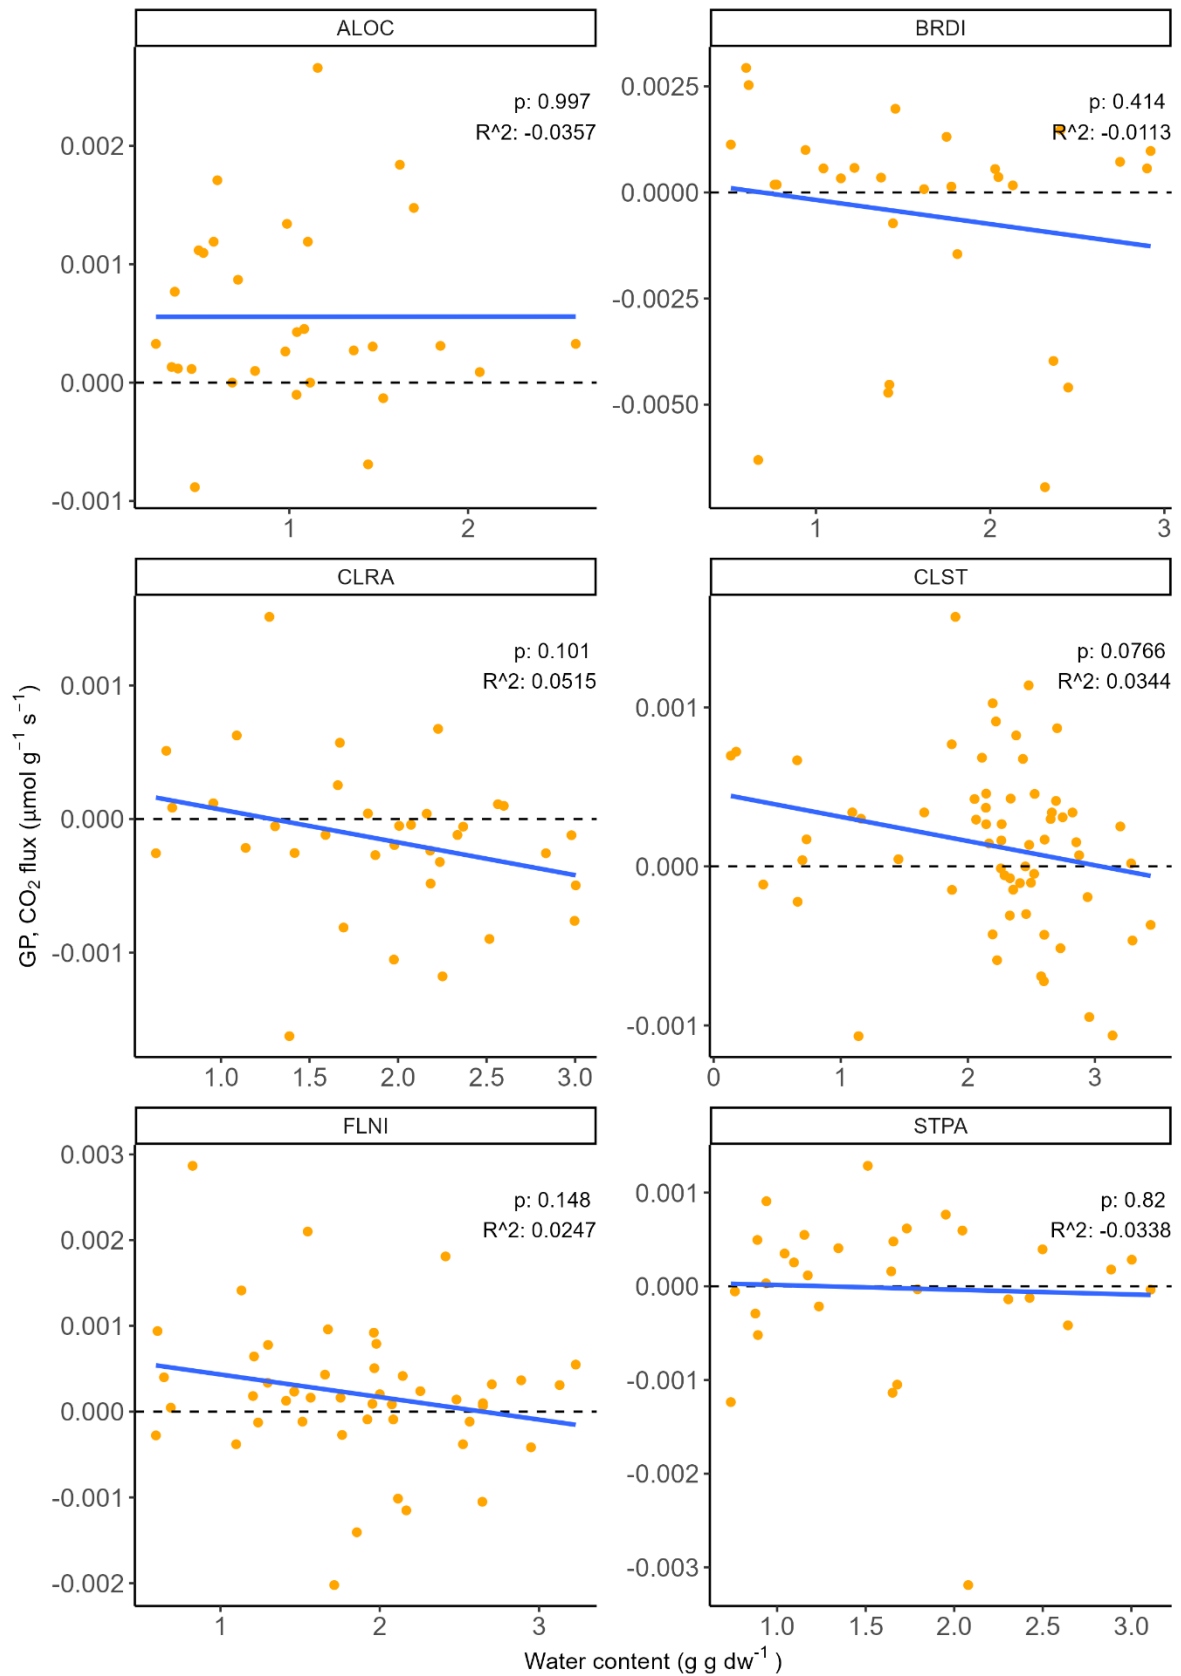 ALOC
BRDI
p: 0.997
R^2: -0.0357
p: 0.414
R^2: -0.0113
0.002
0.001
0.000
-0.001
0.0025
0.0000
-0.0025
-0.0050
1 2
1 2 3
CLRA
CLST
p: 0.101
R^2: 0.0515
p: 0.0766
R^2: 0.0344
0.001
0.000
-0.001
0.001
0.000
-0.001
1.0 1.5 2.0 2.5 3.0
0 1 2 3
FLNI
STPA
p: 0.148
R^2: 0.0247
p: 0.82
R^2: -0.0338
0.003
0.002
0.001
0.000
-0.001
-0.002
0.001
0.000
-0.001
-0.002
-0.003
1 2 3
1.0 1.5 2.0 2.5 3.0
GP, CO₂ flux (µmol g⁻¹ s⁻¹)
Water content (g g dw⁻¹ )